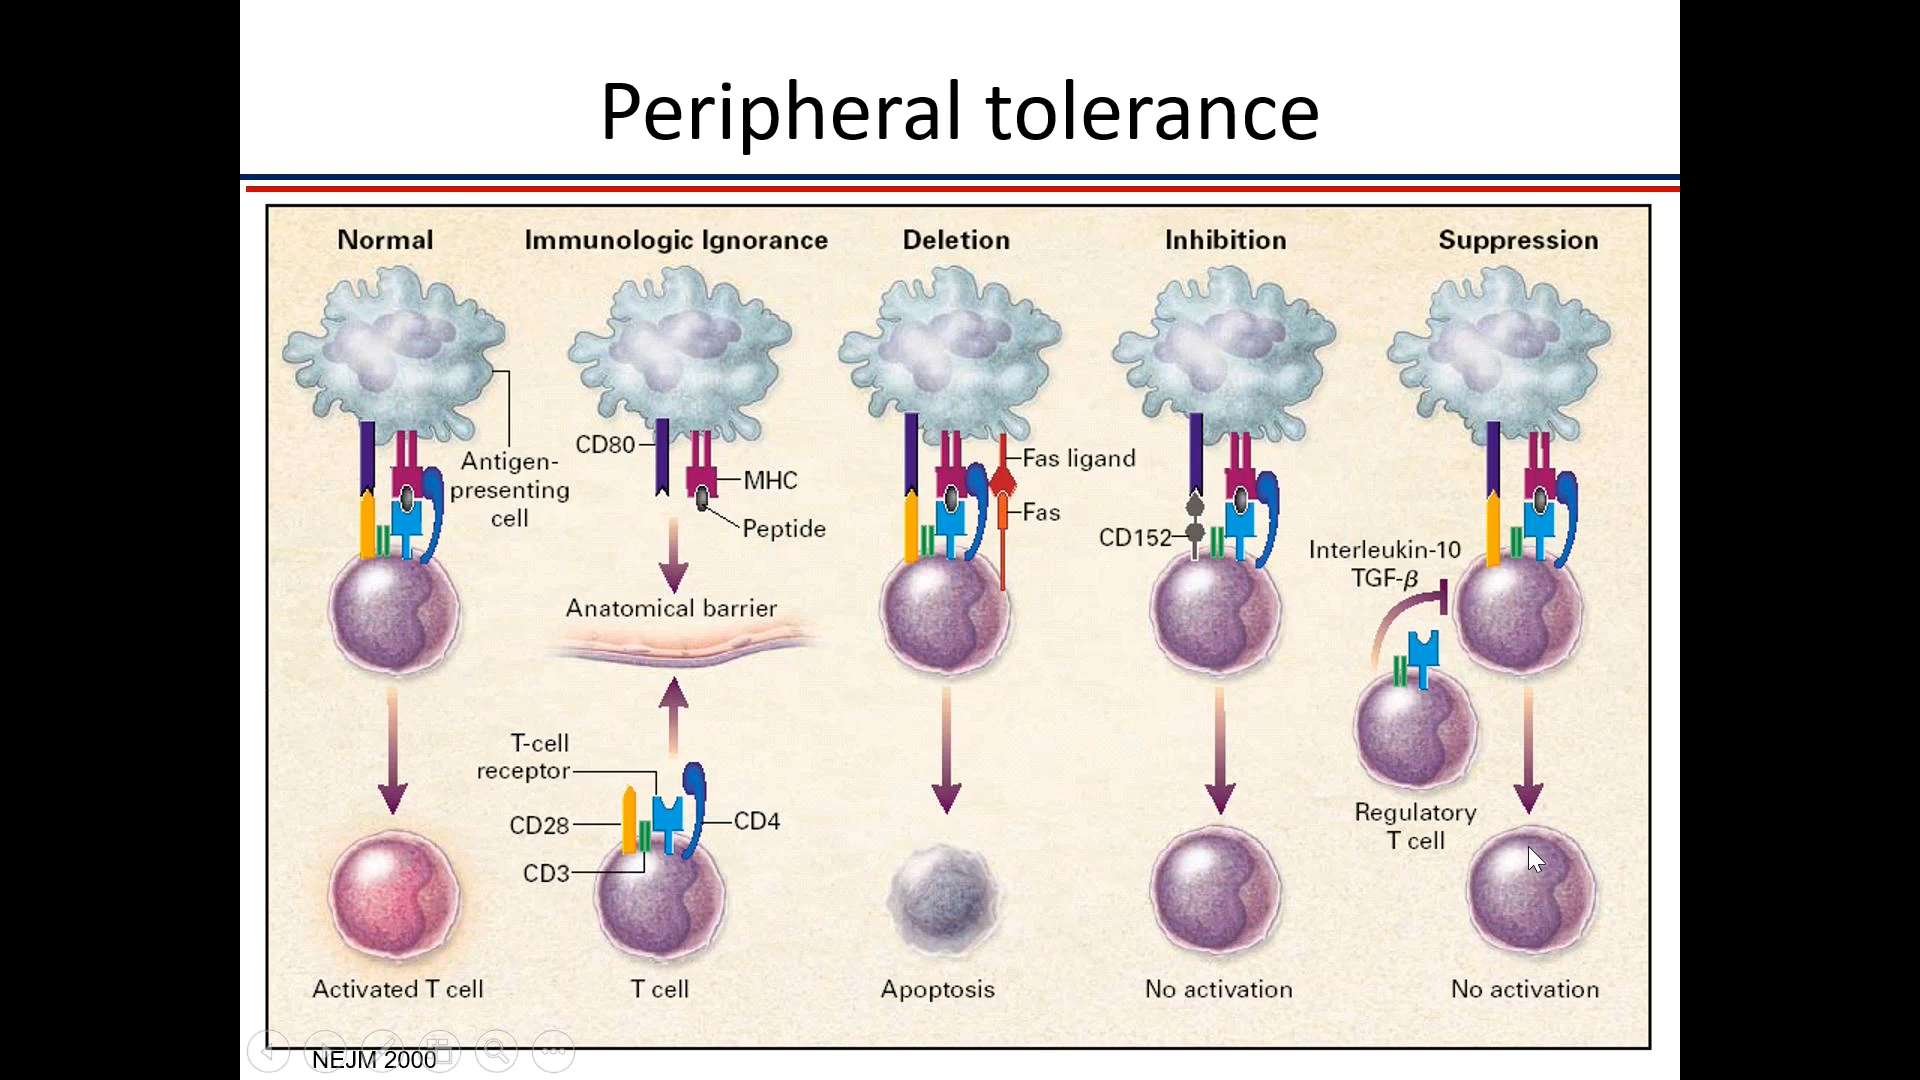 Peripheral tolerance
Normal
Immunologic Ignorance
Deletion
Inhibition
Suppression
Antigen-
presenting
cell
CD80
MHC
Peptide
Anatomical barrier
T-cell
receptor
CD28
CD3
CD4
Fas ligand
Fas
CD152
Interleukin-10
TGF-β
Regulatory
T cell
Activated T cell
T cell
Apoptosis
No activation
No activation
NEJM 2000